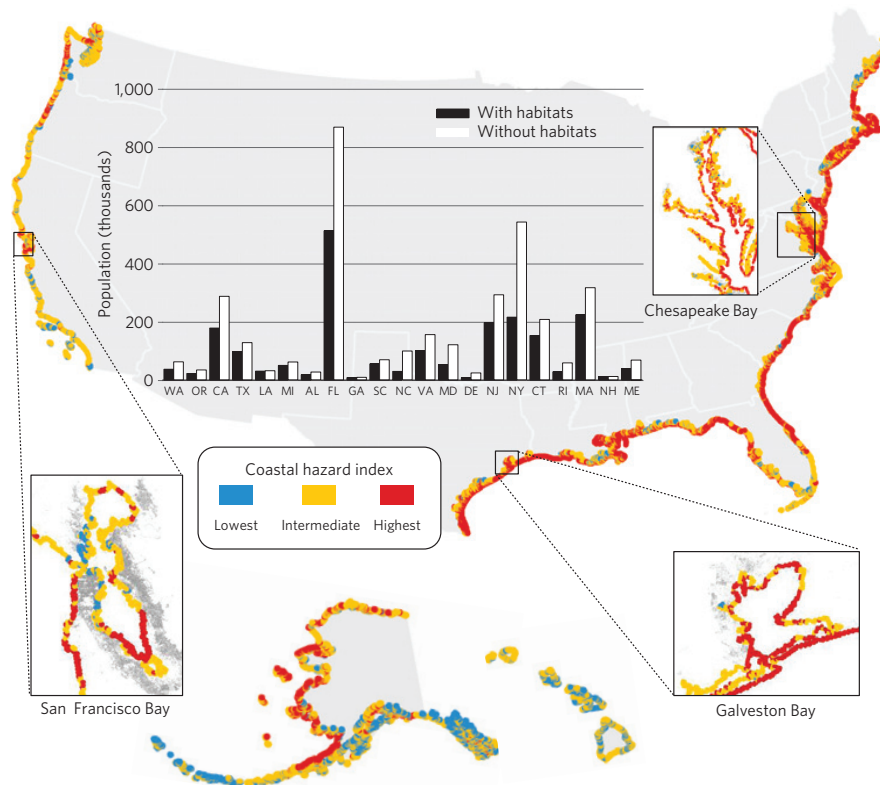 1,000
800
600
400
200
0
Population (thousands)
With habitats
Without habitats
WA OR CA TX LA MI AL FL GA SC NC VA MD DE NJ NY CT RI MA NH ME
Chesapeake Bay
Coastal hazard index
Lowest Intermediate Highest
San Francisco Bay
Galveston Bay